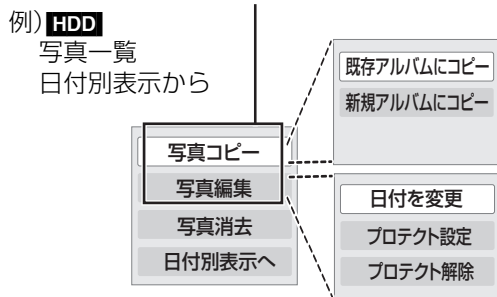 例）HDD
写真一覧
日付別表示から
写真コピー
写真編集
写真消去
日付別表示へ
既存アルバムにコピー
新規アルバムにコピー
日付を変更
プロテクト設定
プロテクト解除